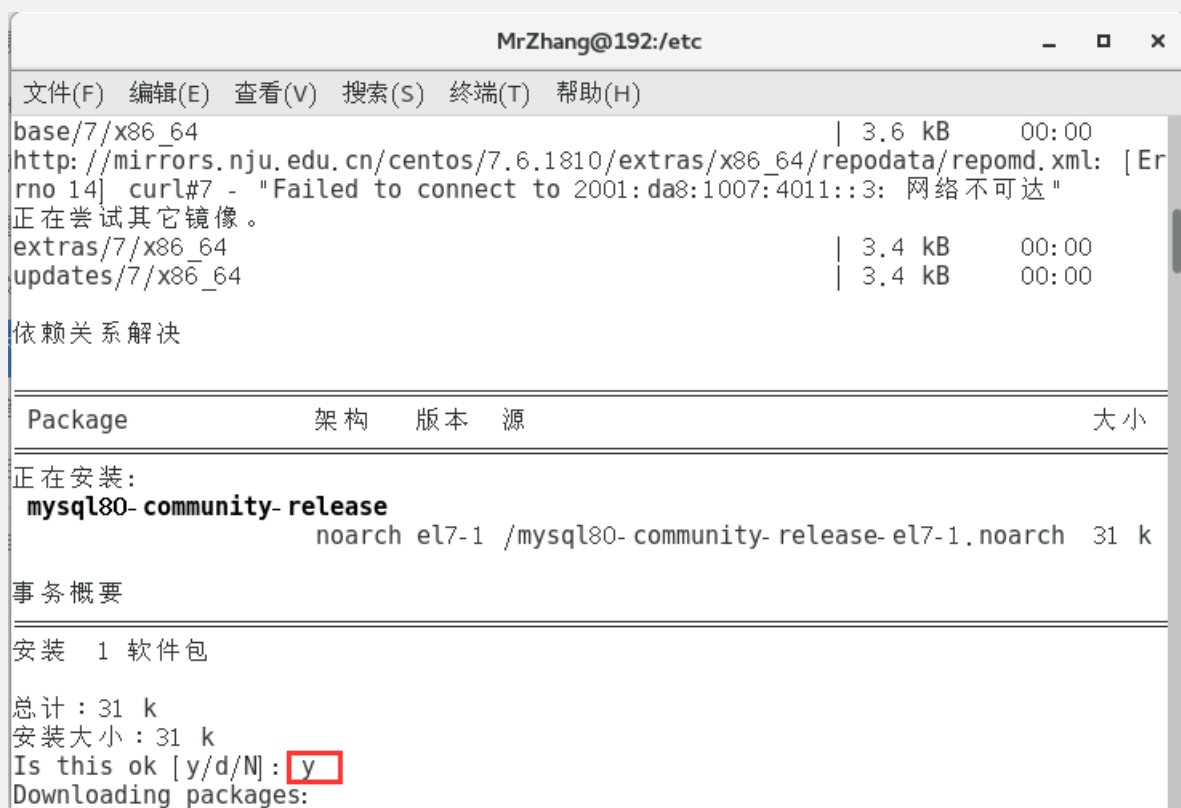 MrZhang@192:/etc
文件(F) 编辑(E) 查看(V) 搜索(S) 终端(T) 帮助(H)
base/7/x86_64 | 3.6 kB 00:00
http://mirrors.nju.edu.cn/centos/7.6.1810/extras/x86_64/repodata/repomd.xml: [Er
rno 14] curl#7 - "Failed to connect to 2001:da8:1007:4011::3: 网络不可达"
正在尝试其它镜像。
extras/7/x86_64 | 3.4 kB 00:00
updates/7/x86_64 | 3.4 kB 00:00
依赖关系解决
Package 架构 版本 源 大小
正在安装:
mysql80-community-release
noarch el7-1 /mysql80-community-release-el7-1.noarch 31 k
事务概要
安装 1 软件包
总计：31 k
安装大小：31 k
Is this ok [y/d/N]: y
Downloading packages: